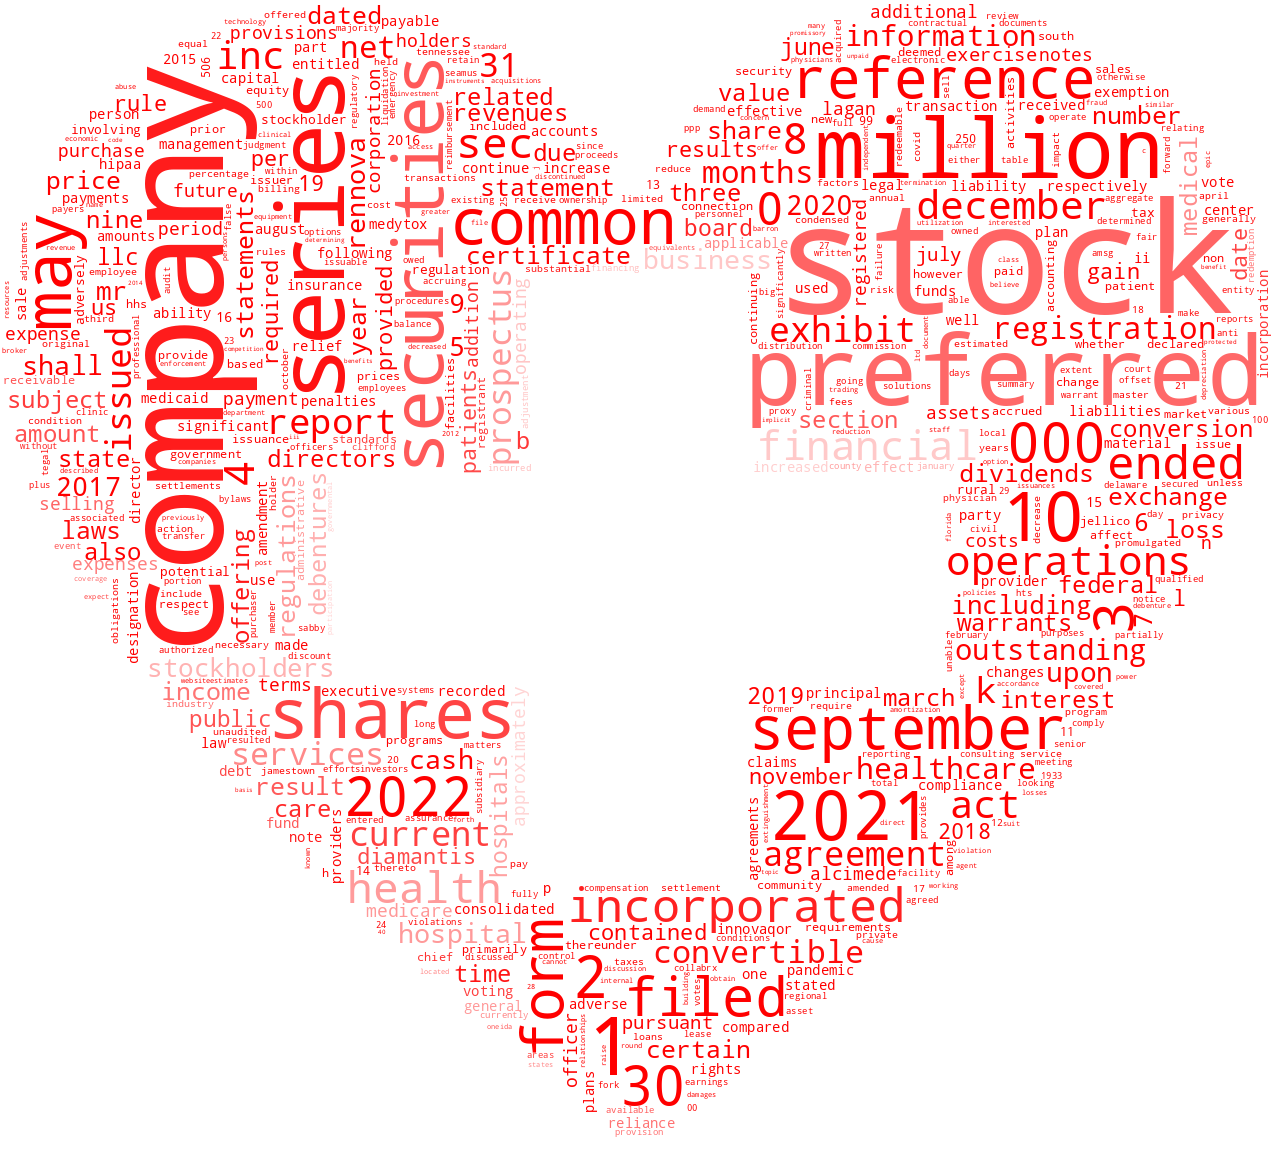 technology
offered
dated
22
majority
payable
provisions
equal
2015
506
inc
part
net
holders
tennessee
standard
retain
31
entitled
held
seamus
capital
equity
regulatory
liquidation
emergency
investment
instruments
acquisitions
abuse
rule
person
500
stockholder
corporation
related
revenues
reimbursement
involving
economic
code
prior
clinical
judgment
2016
included
accounts
since
proceeds
purchase
management
sec
due
access
hipaa
percentage
within
per
continue
increase
discontinued
price
issuer
billing
19
rennova
transactions
statement
payments
future
cost
existing
receive
ownership
limited
payers
name
nine
false
persons
equipment
august
options
determining
medytox
greater
file
25
common
revenue
amounts
period
rules
issuable
following
owed
regulation
certificate
adjustments
may
llc
employee
2014
audit
statements
required
insurance
accruing
substantial
resources
sale
adversely
mr
us
hhs
ability
16
provided
procedures
9
financing
third
professional
company
series
securities
year
balance
patients
addition
prospectus
operating
adjustment
expense
original
broker
23
competition
relief
decreased
5
shall
provide
enforcement
based
october
prices
benefits
employees
facilities
receivable
issued
medicaid
payment
penalties
2012
registrant
subject
clinic
department
significant
report
b
amount
condition
issuance
iii
officers
standards
clifford
without
government
companies
directors
incurred
state
tegal
described
4
plus
2017
director
settlements
bylaws
holder
selling
associated
previously
action
transfer
amendment
regulations
administrative
debentures
laws
event
also
expenses
offering
post
coverage
potential
portion
use
expect
obligations
designation
include
respect
see
purchaser
member
sabby
authorized
necessary
made
discount
stockholders
websiteestimates
income
industry
terms
executive
systems
recorded
approximately
public
unaudited
law
resulted
shares
long
services
programs
matters
debt
jamestown
20
effortsinvestors
cash
basis
result
subsidiary
hospitals
care
2022
fund
entered
assurance
forth
note
providers
current
known
diamantis
h
14
thereto
pay
health
fully
p
medicare
consolidated
24
40
violations
hospital
chief
primarily
discussed
control
cannot
located
time
28
voting
general
currently
oneida
form
areas
states
additional
review
documents
many
promissory
acquired
information
south
june
physicians
unpaid
deemed
electronic
exercisenotes
security
reference
sales
otherwise
value
demand
effective
lagan
transaction
sell
received
exemption
fraud
similar
ppp
concern
share
8
new
full
99
redeemable
covid
million
250
quarter
activities
operate
number
results
offer
independent
either
table
impact
c
relating
forward
epic
reduce
months
factors
legal
termination
liability
respectively
medical
vote
13
three
annual
december
aggregate
april
connection
personnel
0
2020
utilization
interested
tax
center
board
condensed
barron
registered
owned
plan
determined
generally
applicable
27
written
failure
july
fair
date
redemption
equivalents
business
stock
amsg
class
ii
non
benefit
significantly
however
paid
gain
believe
accounting
patient
entity
continuing
big
used
risk
funds
able
18
make
incorporation
exhibit
ltd
document
well
registration
reports
anti
distribution
commission
estimated
whether
declared
protected
criminal
going
trading
solutions
days
extent
change
court
offset
depreciation
preferred
fees
summary
warrant
master
21
implicit
proxy
section
assets
accrued
liabilities
market
various
100
reduction
staff
local
years
000
conversion
financial
option
material
issue
increased
county
effect
january
dividends
ended
delaware
secured
unless
rural
29
issuances
physician
10
15
exchange
florida
party
civil
decrease
jellico
6
day
privacy
costs
affect
loss
promulgated
n
operations
provider
federal
qualified
policies
hts
notice
debenture
l
including
3
7
warrants
february
purposes
partially
outstanding
unable
changes
upon
power
except
accordance
covered
2019
principal
march
k
interest
former
require
amortization
program
comply
september
11
senior
reporting
consulting
service
claims
healthcare
meeting
november
total
compliance
looking
1933
losses
extinguishment
2021
provides
act
direct
2018
12suit
agreements
agreement
among
violation
agent
topic
alcimede
facility
community
amended
17
working
agreed
compensation
settlement
incorporated
contained
innovaqor
requirements
private
conditions
cause
thereunder
convertible
taxes
discussion
collabrx
one
pandemic
internal
building
votes
obtain
stated
regional
2
filed
adverse
asset
pursuant
compared
officer
relationships
1
loans
lease
raise
round
certain
rights
plans
fork
30
earnings
damages
00
available
reliance
provision